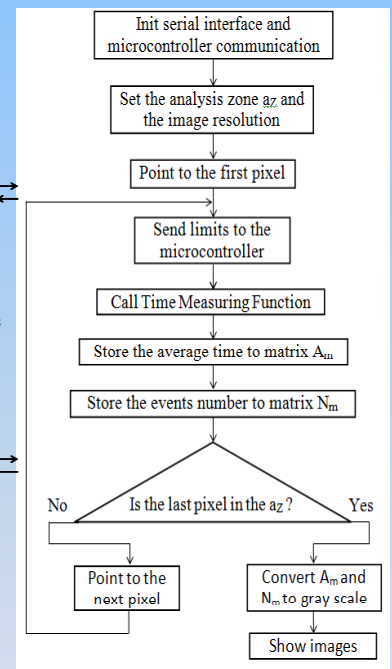 Init serial interface and
microcontroller communication
Set the analysis zone az and
the image resolution
Point to the first pixel
Send limits to the
microcontroller
Call Time Measuring Function
Store the average time to matrix Am
Store the events number to matrix Nm
No
Is the last pixel in the az ?
Yes
Point to the
next pixel
Convert Am and
Nm to gray scale
Show images